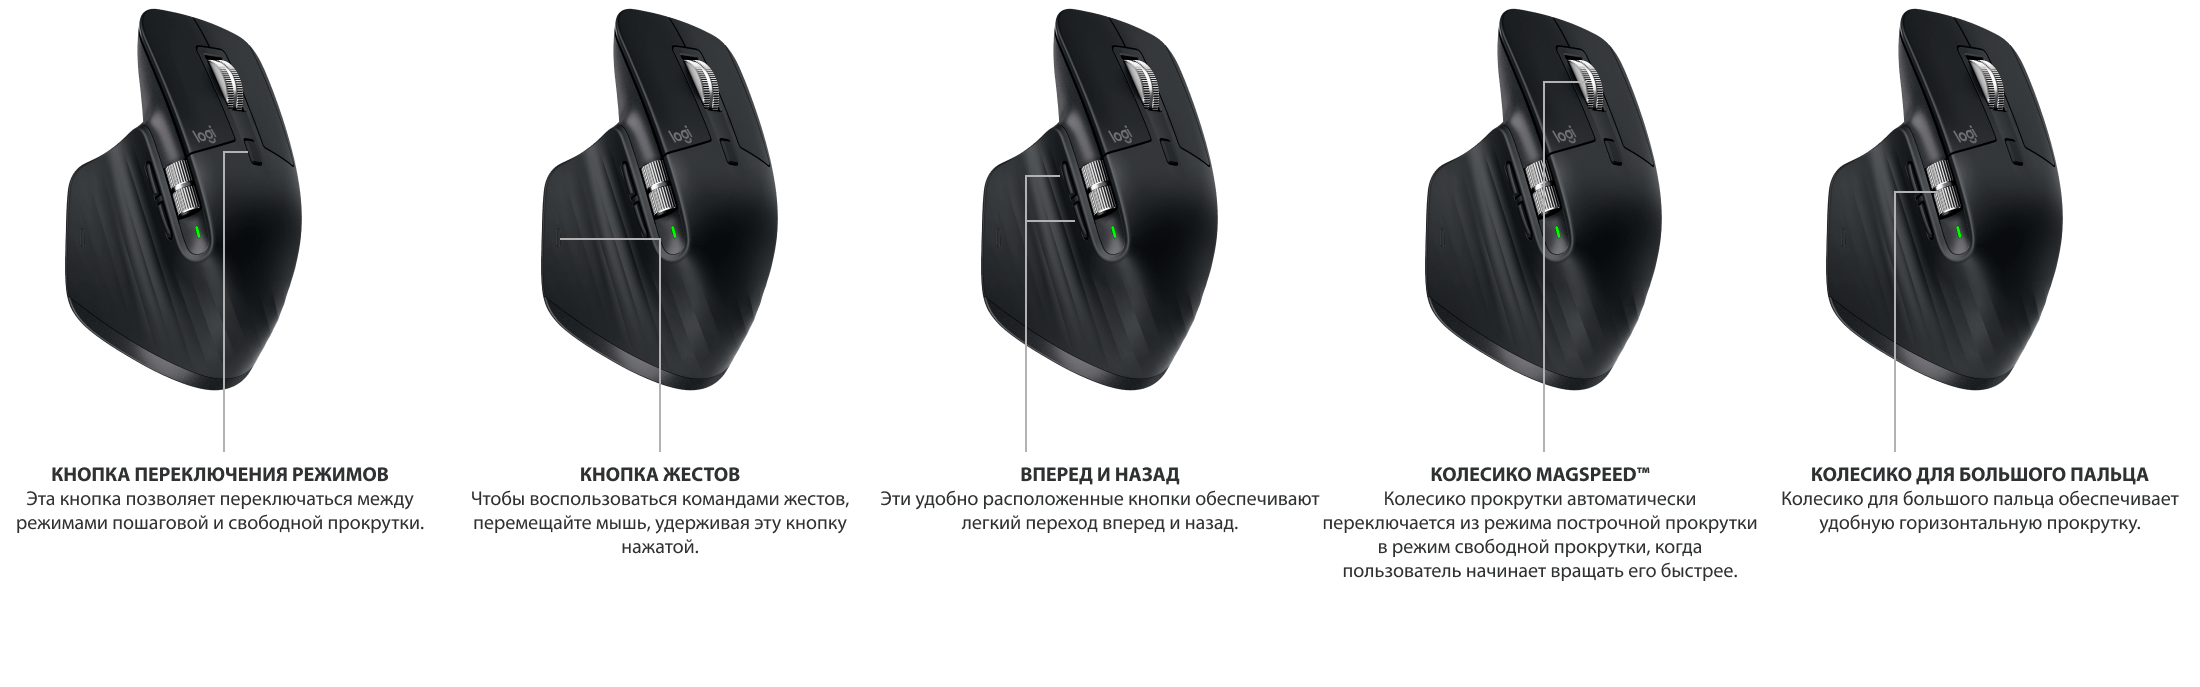 logi
logi
logi
logi
logi
КНОПКА ПЕРЕКЛЮЧЕНИЯ РЕЖИМОВ
Эта кнопка позволяет переключаться между
режимами пошаговой и свободной прокрутки.
КНОПКА ЖЕСТОВ
Чтобы воспользоваться командами жестов,
перемещайте мышь, удерживая эту кнопку
нажатой.
ВПЕРЕД И НАЗАД
Эти удобно расположенные кнопки обеспечивают
легкий переход вперед и назад.
КОЛЕСИКО MAGSPEED™
Колесико прокрутки автоматически
переключается из режима построчной прокрутки
в режим свободной прокрутки, когда
пользователь начинает вращать его быстрее.
КОЛЕСИКО ДЛЯ БОЛЬШОГО ПАЛЬЦА
Колесико для большого пальца обеспечивает
удобную горизонтальную прокрутку.